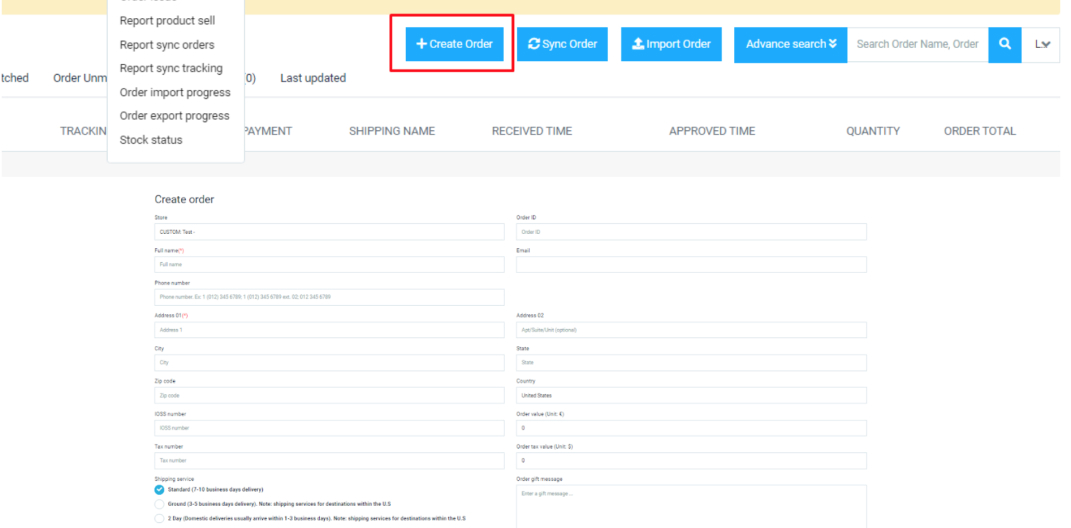 Report product sell
Report sync orders
Report sync tracking
Order import progress
Order export progress
Stock status
Create Order
Sync Order
Import Order
Advance search
Search Order Name, Order
tched
Order Unm
0)
Last updated
TRACKIN
PAYMENT
SHIPPING NAME
RECEIVED TIME
APPROVED TIME
QUANTITY
ORDER TOTAL
Create order
Store
Order ID
CUSTOM: Test -
Order ID
Full name(*)
Email
Full name
Phone number
Phone number. Ex: 1 (012) 345 6789; 1 (012) 345 6789 ext. 02; 012 345 6789
Address 01(*)
Address 02
Address 1
Apt/Suite/Unit (optional)
City
State
City
State
Zip code
Country
Zip code
United States
IOSS number
Order value (Unit: €)
IOSS number
0
Tax number
Order tax value (Unit: $)
Tax number
0
Shipping service
Order gift message
Standard (7-10 business days delivery)
Enter a gift message...
Ground (3-5 business days delivery). Note: shipping services for destinations within the U.S
2 Day (Domestic deliveries usually arrive within 1-3 business days). Note: shipping services for destinations within the U.S